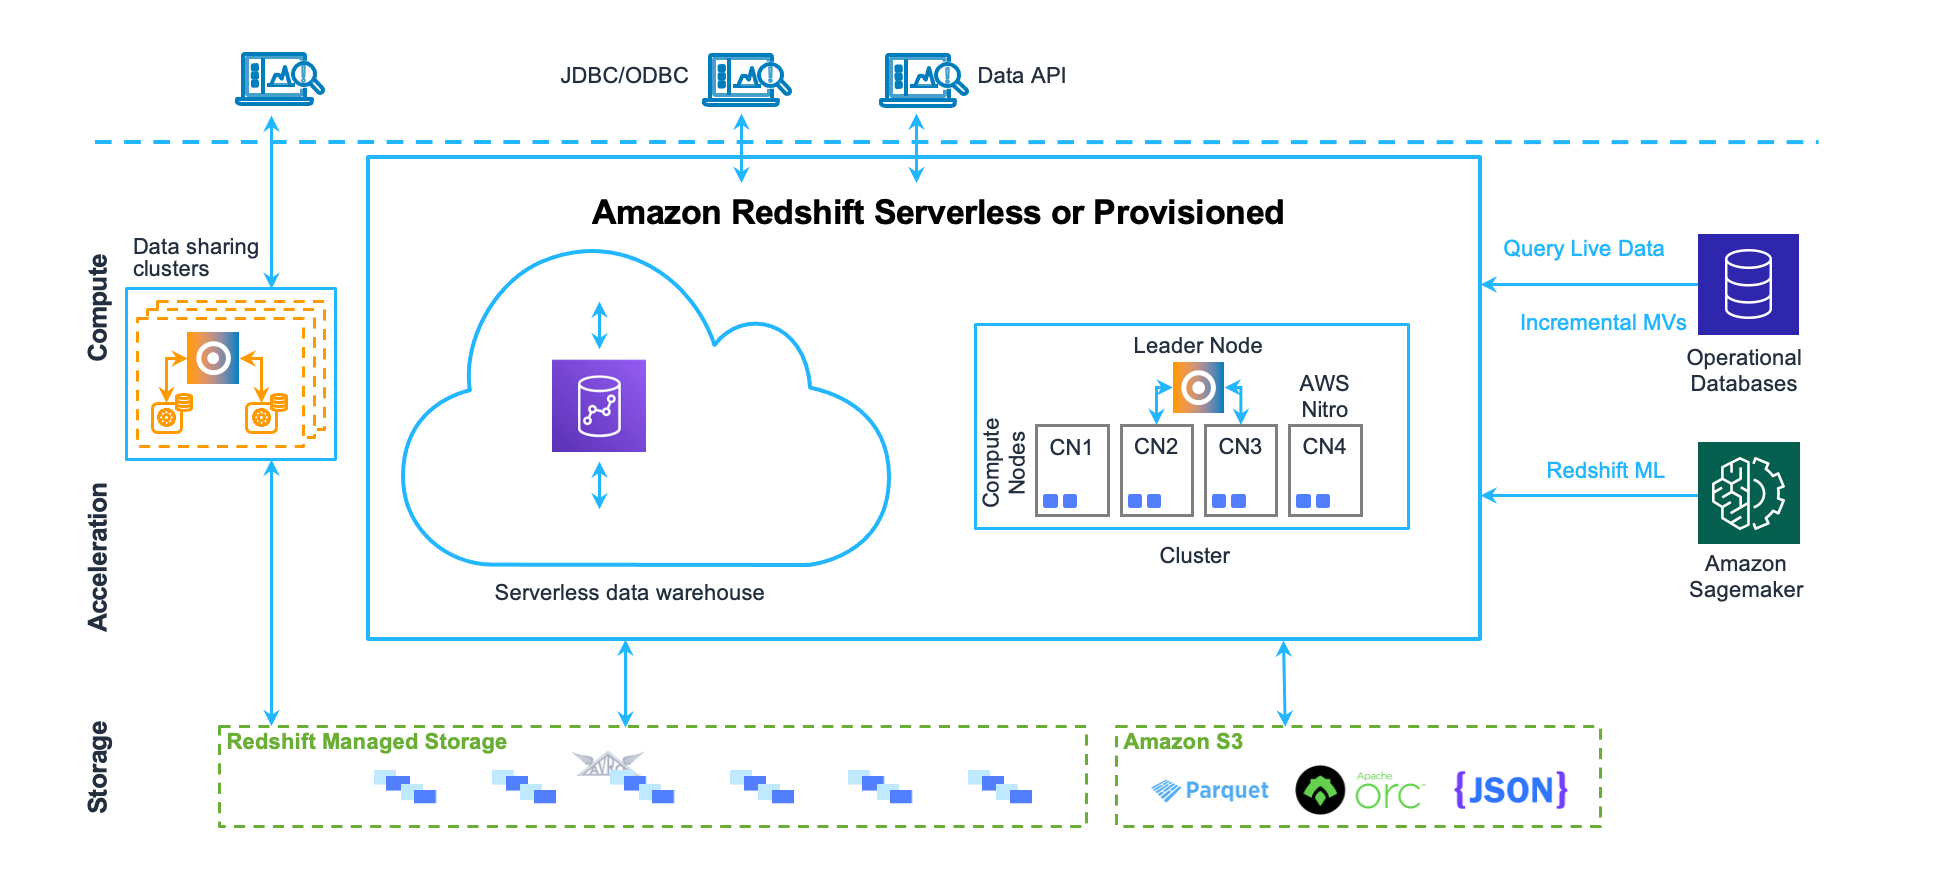 JDBC/ODBC
Data API
Amazon Redshift Serverless or Provisioned
Compute
Acceleration
Storage
Data sharing
clusters
Serverless data warehouse
Leader Node
AWS
Nitro
Compute
Nodes
CN1
CN2
CN3
CN4
Cluster
Query Live Data
Incremental MVs
Operational
Databases
Redshift ML
Amazon
Sagemaker
Redshift Managed Storage
AVRO
Amazon S3
Parquet
Apache
orc
{JSON}